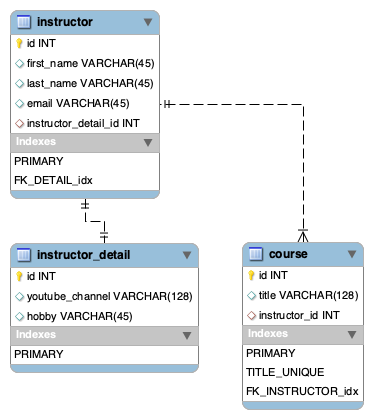 instructor
id INT
first_name VARCHAR(45)
last_name VARCHAR(45)
email VARCHAR(45)
instructor_detail_id INT
Indexes
PRIMARY
FK_DETAIL_idx
instructor_detail
id INT
youtube_channel VARCHAR(128)
hobby VARCHAR(45)
Indexes
PRIMARY
course
id INT
title VARCHAR(128)
instructor_id INT
Indexes
PRIMARY
TITLE_UNIQUE
FK_INSTRUCTOR_idx